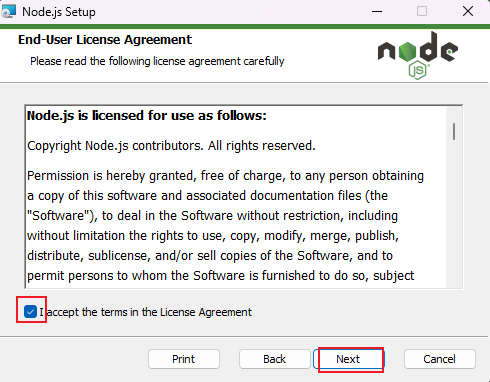 Node.js Setup
End-User License Agreement
Please read the following license agreement carefully
node
JS
Node.js is licensed for use as follows:
Copyright Node.js contributors. All rights reserved.
Permission is hereby granted, free of charge, to any person obtaining
a copy of this software and associated documentation files (the
"Software"), to deal in the Software without restriction, including
without limitation the rights to use, copy, modify, merge, publish,
distribute, sublicense, and/or sell copies of the Software, and to
permit persons to whom the Software is furnished to do so, subject
I accept the terms in the License Agreement
Print Back Next Cancel